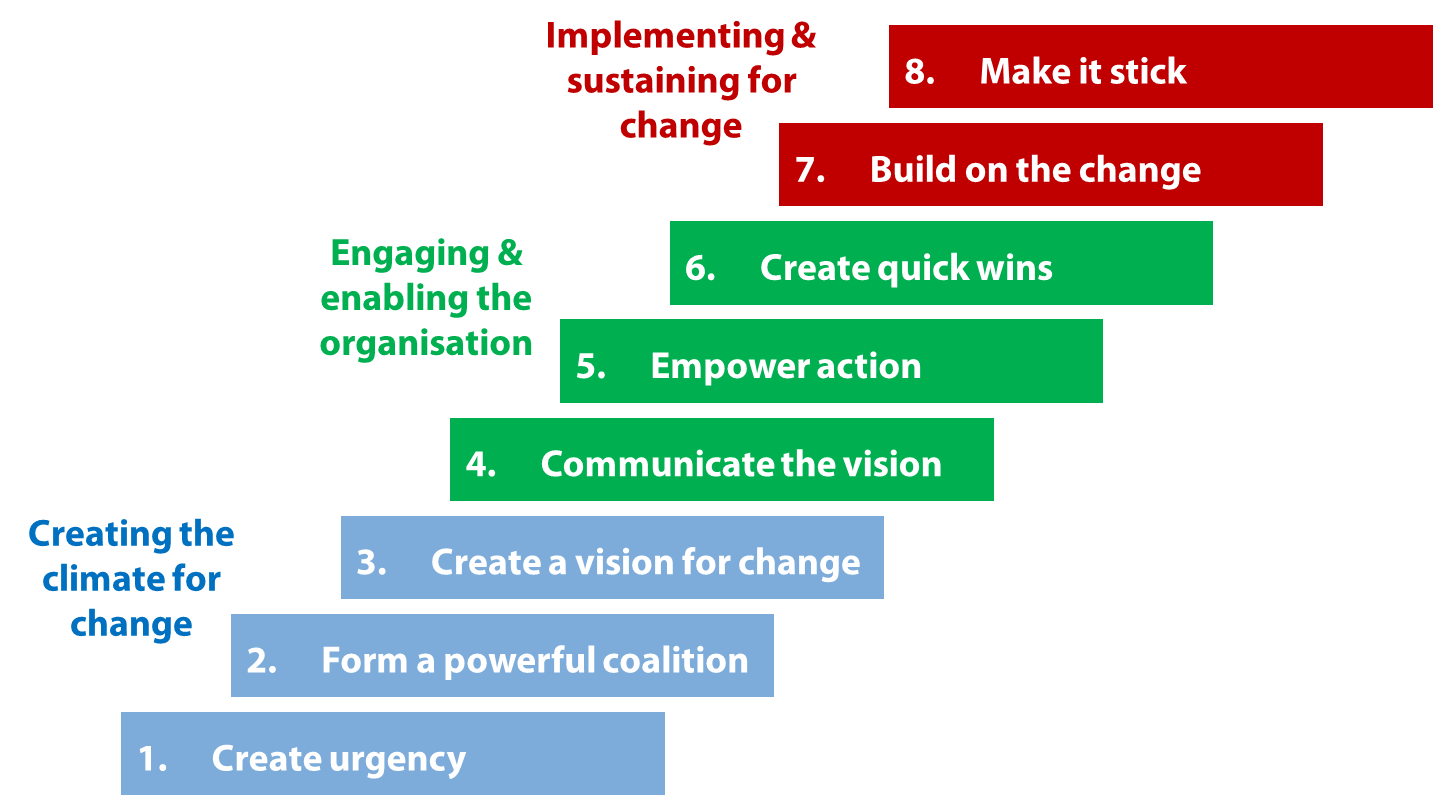 Implementing &
sustaining for
change
8. Make it stick
7. Build on the change
Engaging &
enabling the
organisation
6. Create quick wins
5. Empower action
4. Communicate the vision
Creating the
climate for
change
3. Create a vision for change
2. Form a powerful coalition
1. Create urgency